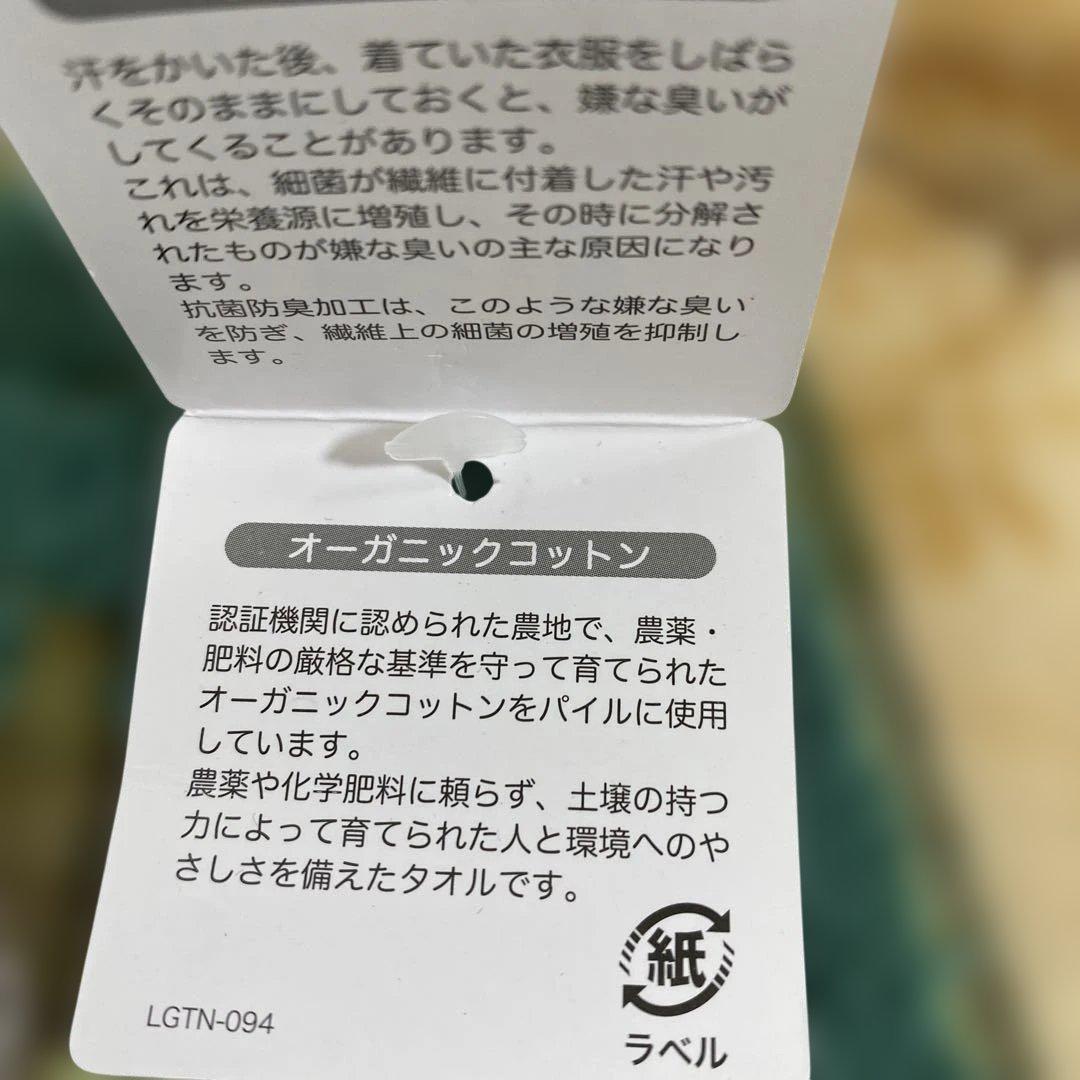 汗をかいた後、着ていた衣服をしばら
くそのままにしておくと、嫌な臭いが
してくることがあります。
これは、細菌が繊維に付着した汗や汚
れを栄養源に増殖し、その時に分解さ
れたものが嫌な臭いの主な原因になり
ます。
抗菌防臭加工は、このような嫌な臭い
を防ぎ、繊維上の細菌の増殖を抑制し
ます。
オーガニックコットン
認証機関に認められた農地で、農薬・
肥料の厳格な基準を守って育てられた
オーガニックコットンをパイルに使用
しています。
農薬や化学肥料に頼らず、土壌の持つ
力によって育てられた人と環境へのや
さしさを備えたタオルです。
紙
ラベル
LGTN-094